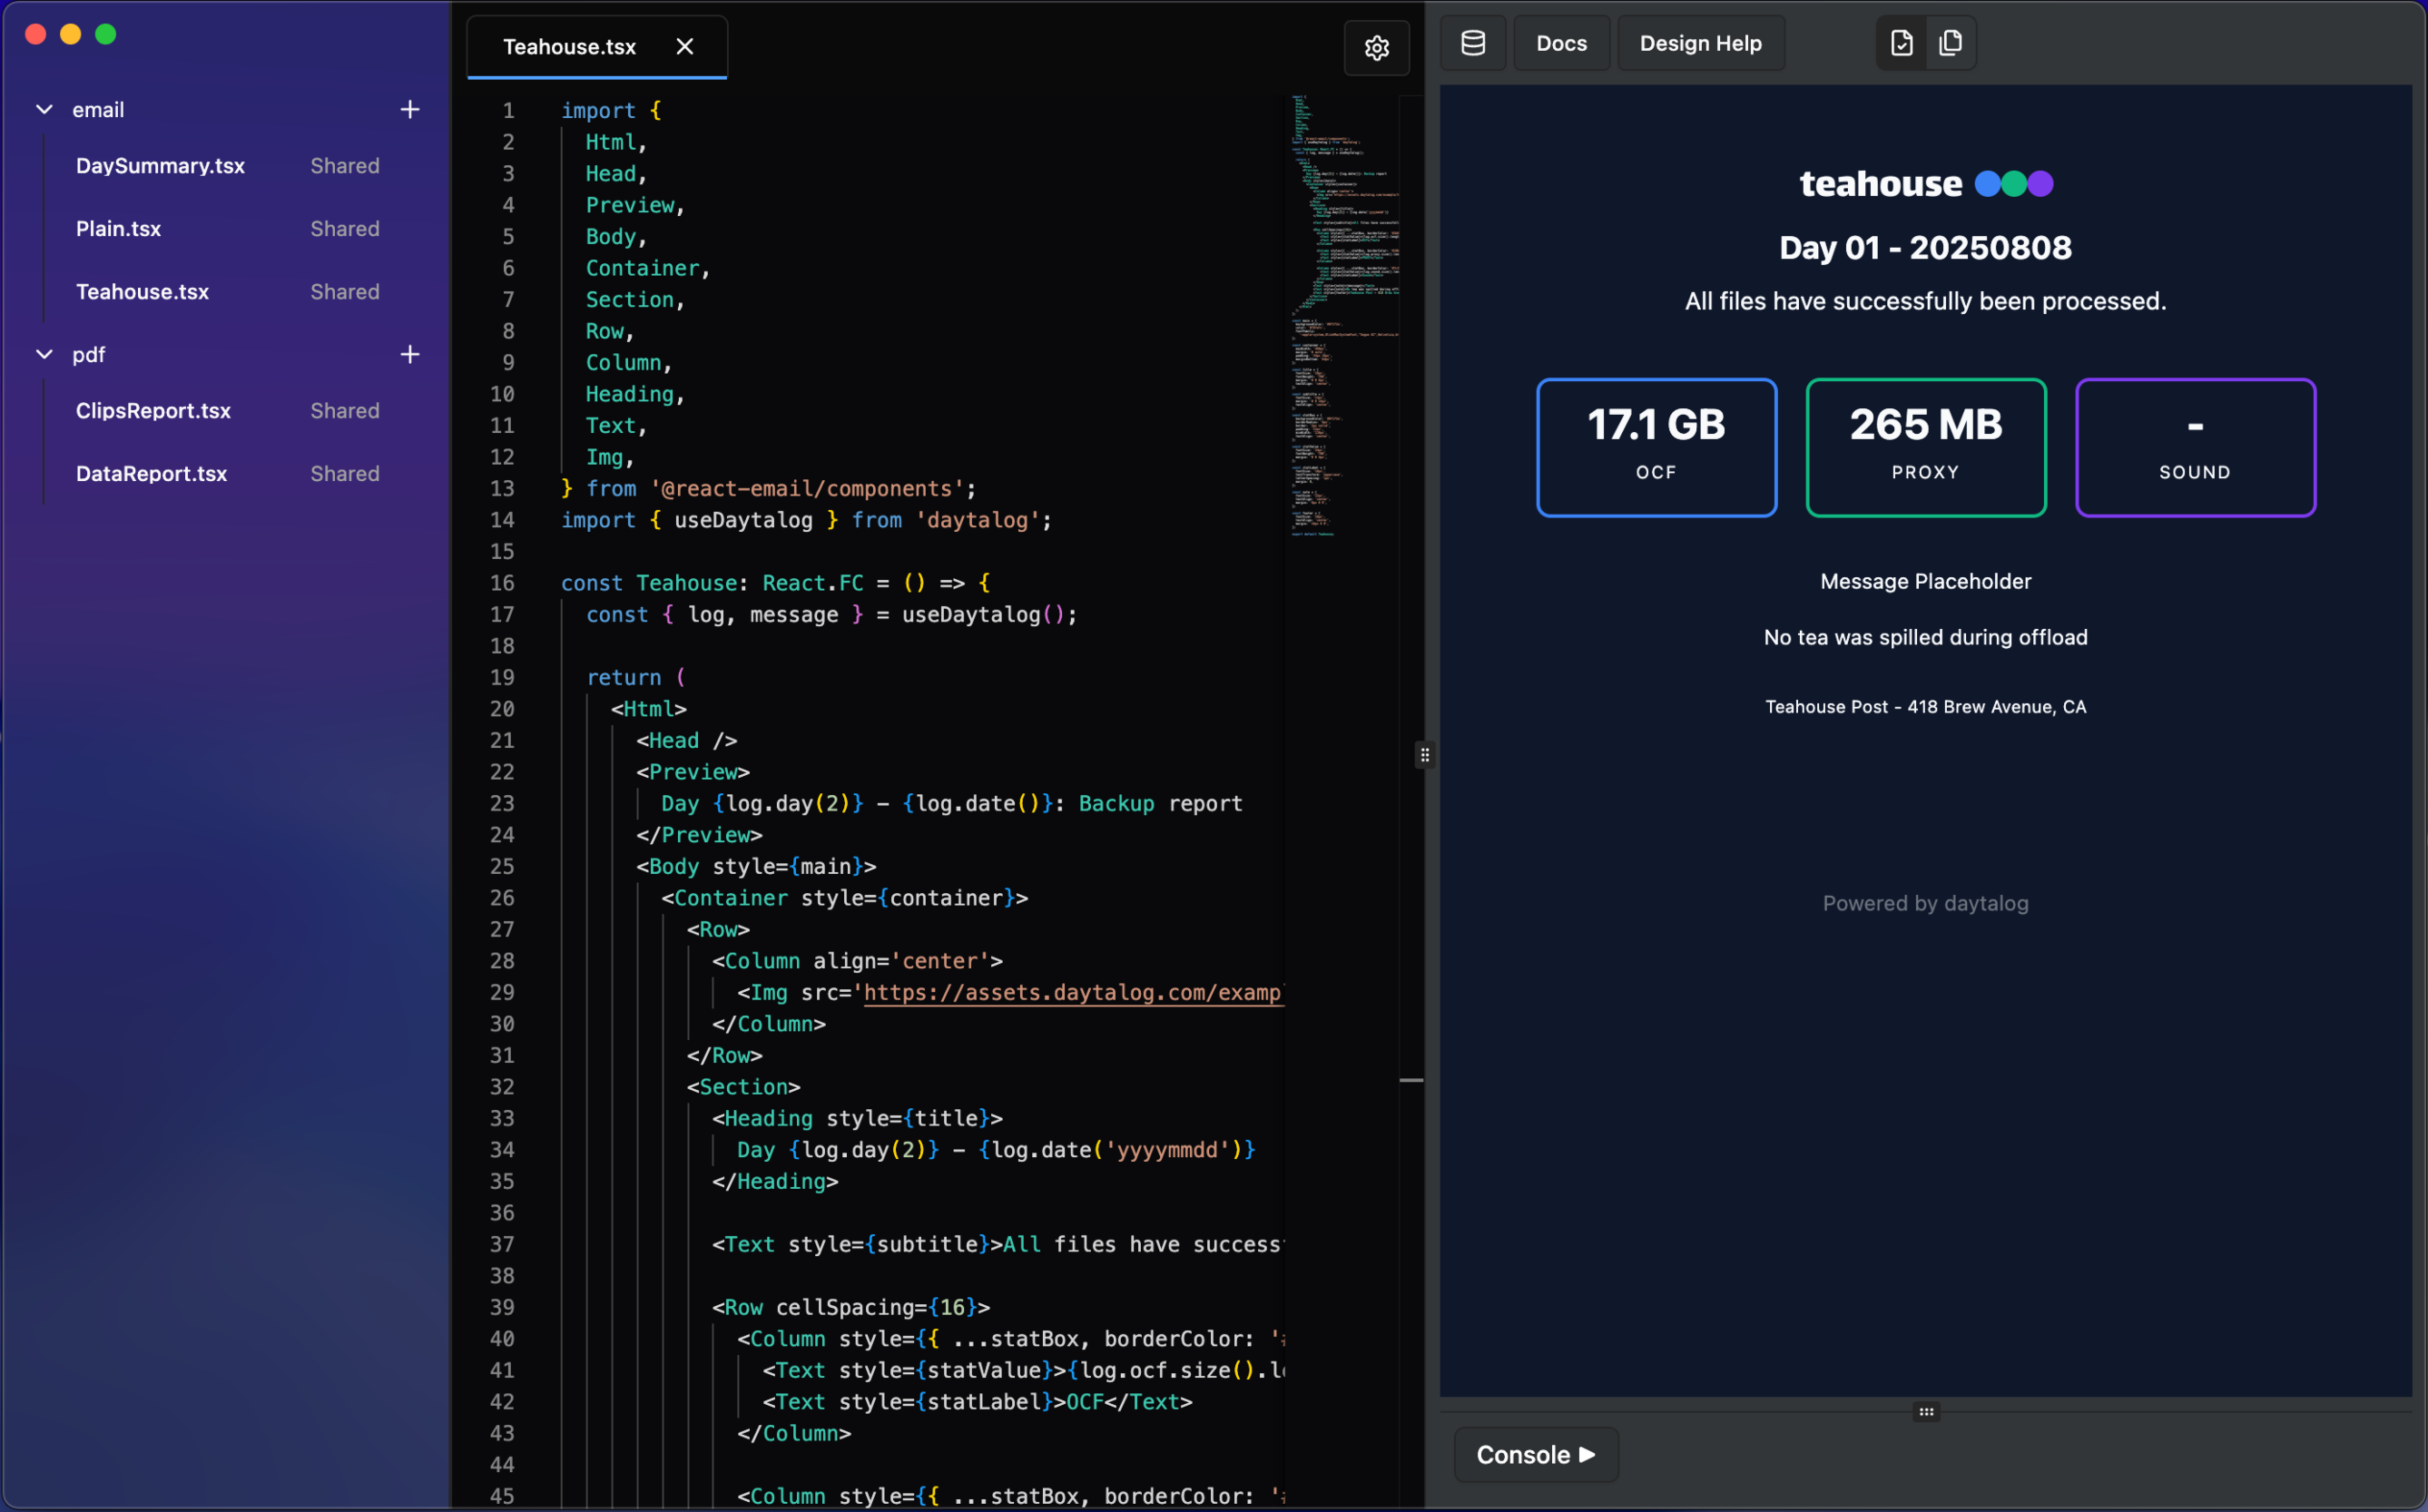 email
DaySummary.tsx Shared
Plain.tsx Shared
Teahouse.tsx Shared
pdf
ClipsReport.tsx Shared
DataReport.tsx Shared
Teahouse.tsx
1 import {
2 Html,
3 Head,
4 Preview,
5 Body,
6 Container,
7 Section,
8 Row,
9 Column,
10 Heading,
11 Text,
12 Img,
13 } from '@react-email/components';
14 import { useDaytalog } from 'daytalog';
15
16 const Teahouse: React.FC = () => {
17 const { log, message } = useDaytalog();
18
19 return (
20 <Html>
21 <Head />
22 <Preview>
23 Day {log.day(2)} – {log.date()}: Backup report
24 </Preview>
25 <Body style={main}>
26 <Container style={container}>
27 <Row>
28 <Column align='center'>
29 <Img src='https://assets.daytalog.com/exampl
30 </Column>
31 </Row>
32 <Section>
33 <Heading style={title}>
34 Day {log.day(2)} – {log.date('yyyymmdd')}
35 </Heading>
36
37 <Text style={subtitle}>All files have success
38
39 <Row cellSpacing={16}>
40 <Column style={{ ...statBox, borderColor: '#
41 <Text style={statValue}>{log.ocf.size().l
42 <Text style={statLabel}>OCF</Text>
43 </Column>
44
45 <Column style={{ ...statBox, borderColor: '#
Docs
Design Help
teahouse
Day 01 - 20250808
All files have successfully been processed.
17.1 GB 265 MB -
OCF PROXY SOUND
Message Placeholder
No tea was spilled during offload
Teahouse Post - 418 Brew Avenue, CA
Powered by daytalog
Console